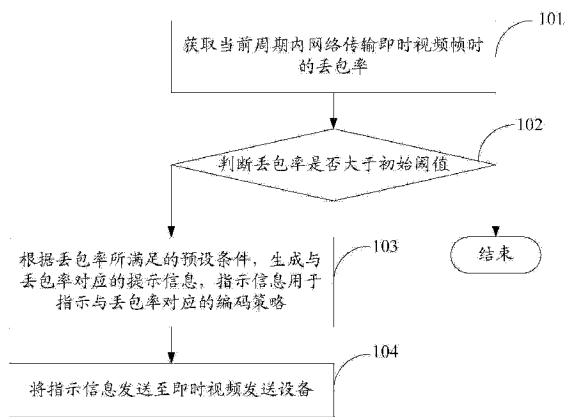 101
获取当前周期内网络传输即时视频帧时
的丢包率
102
判断丢包率是否大于初始阈值
根据丢包率所满足的预设条件，生成与
丢包率对应的提示信息，指示信息用于
指示与丢包率对应的编码策略
103
结束
104
将指示信息发送至即时视频发送设备